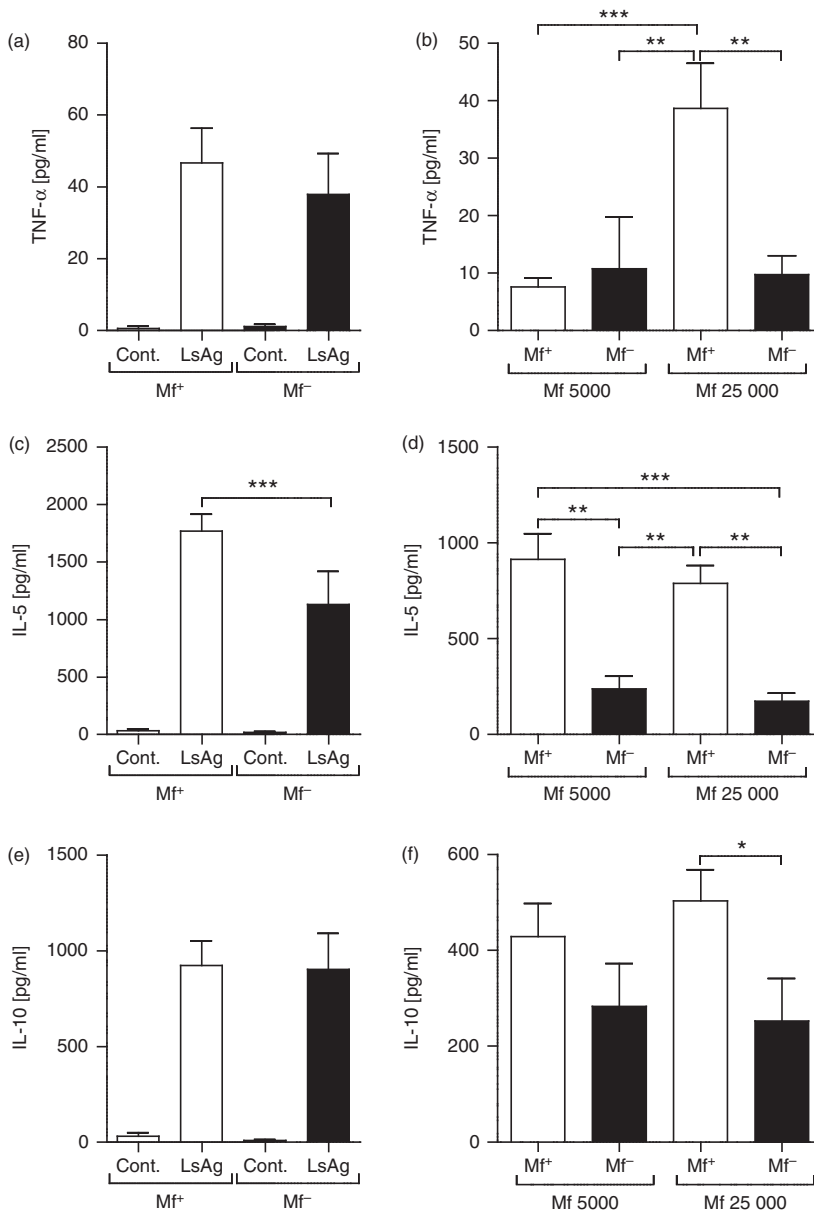 (a)
TNF-α [pg/ml]
80
60
40
20
0
Cont. LsAg Cont. LsAg
Mf⁺ Mf⁻
(b)
TNF-α [pg/ml]
50
40
30
20
10
0
***
** **
Mf⁺ Mf⁻ Mf⁺ Mf⁻
Mf 5000 Mf 25 000
(c)
IL-5 [pg/ml]
2500
2000
1500
1000
500
0
***
Cont. LsAg Cont. LsAg
Mf⁺ Mf⁻
(d)
IL-5 [pg/ml]
1500
1000
500
0
***
** ** **
Mf⁺ Mf⁻ Mf⁺ Mf⁻
Mf 5000 Mf 25 000
(e)
IL-10 [pg/ml]
1500
1000
500
0
Cont. LsAg Cont. LsAg
Mf⁺ Mf⁻
(f)
IL-10 [pg/ml]
600
400
200
0
*
Mf⁺ Mf⁻ Mf⁺ Mf⁻
Mf 5000 Mf 25 000